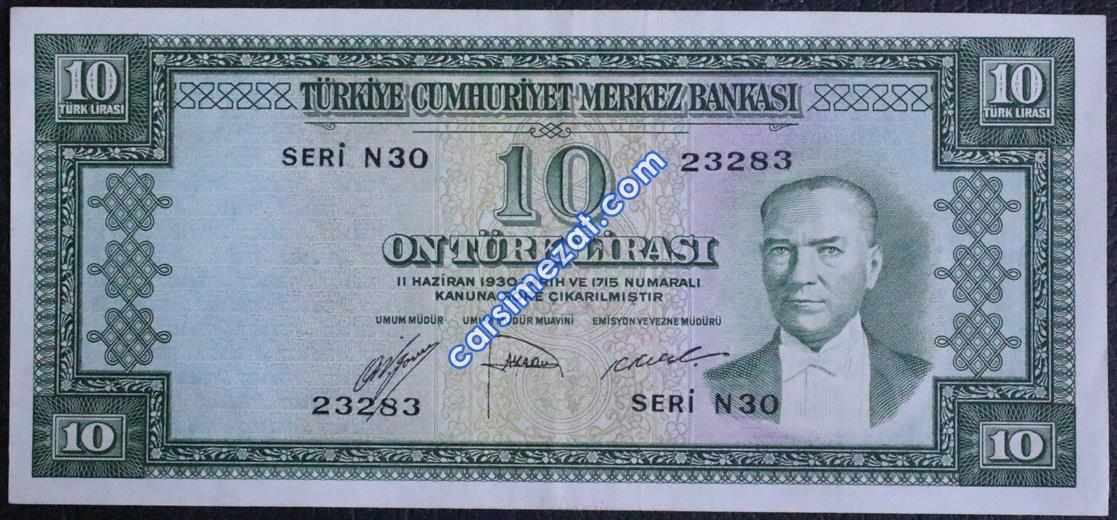 10 TÜRK LİRASI
10 TÜRK LİRASI
TÜRKİYE CUMHURİYET MERKEZ BANKASI
SERİ N30
10
23283
ON TÜRK LİRASI
11 HAZİRAN 1930 VE 1715 NUMARALI
KANUNA ÇIKARILMIŞTIR
UMUM MÜDÜR MUAVİNİ EMİSYON VE VEZNE MÜDÜRÜ
23283
SERİ N30
10
10
carsimezat.com